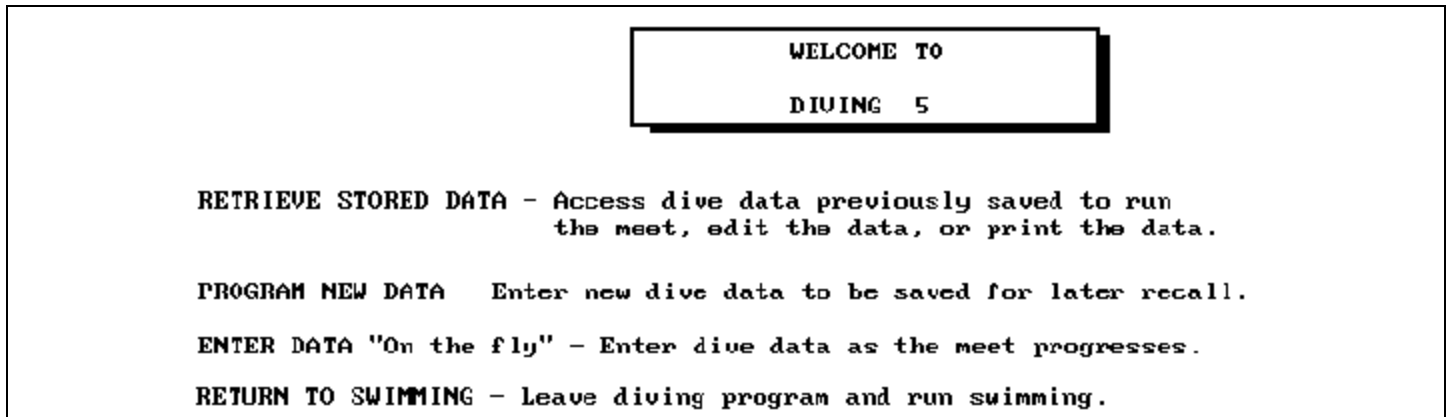 WELCOME TO
DIVING 5
RETRIEVE STORED DATA - Access dive data previously saved to run
the meet, edit the data, or print the data.
PROGRAM NEW DATA Enter new dive data to be saved for later recall.
ENTER DATA "On the fly" - Enter dive data as the meet progresses.
RETURN TO SWIMMING - Leave diving program and run swimming.